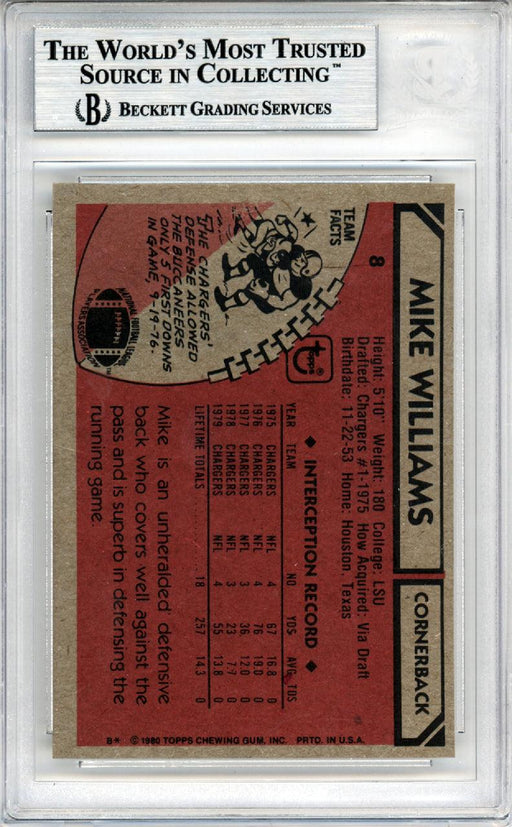 THE WORLD'S MOST TRUSTED
SOURCE IN COLLECTING™
B BECKETT GRADING SERVICES
MIKE WILLIAMS
CORNERBACK
8
Height: 5'10" Weight: 180 College: LSU
Drafted: Chargers #1-1975 How Acquired: Via Draft
Birthdate: 11-22-53 Home: Houston, Texas
TEAM
FACTS
THE CHARGERS'
DEFENSE ALLOWED
THE BUCCANEERS
ONLY 5 FIRST DOWNS
IN GAME, 9-19-76.
NATIONAL FOOTBALL LEAGUE
PLAYERS ASSOCIATION
TM
Topps®
◆ INTERCEPTION RECORD ◆
YEAR TEAM NO YDS AVG TDS
1975 CHARGERS NFL 4 67 16.8 0
1976 CHARGERS NFL 4 76 19.0 0
1977 CHARGERS NFL 3 36 12.0 0
1978 CHARGERS NFL 3 23 7.7 0
1979 CHARGERS NFL 4 55 13.8 0
LIFETIME TOTALS 18 257 14.3 0
Mike is an unheralded defensive
back who covers well against the
pass and is superb in defensing the
running game.
B* © 1980 TOPPS CHEWING GUM, INC. PRTD. IN U.S.A.